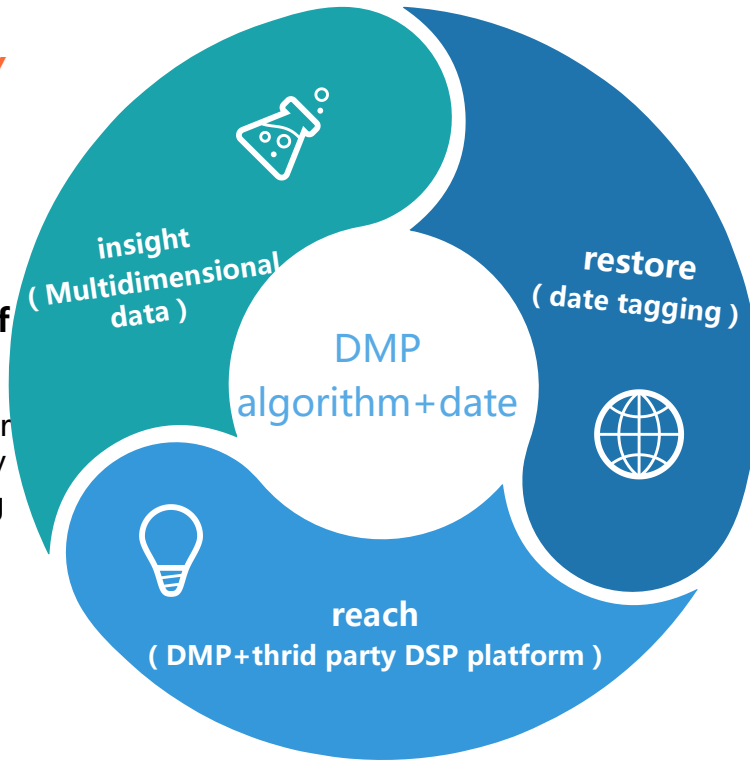 insight
( Multidimensional
data )
restore
( date tagging )
DMP
algorithm+date
reach
( DMP+thrid party DSP platform )